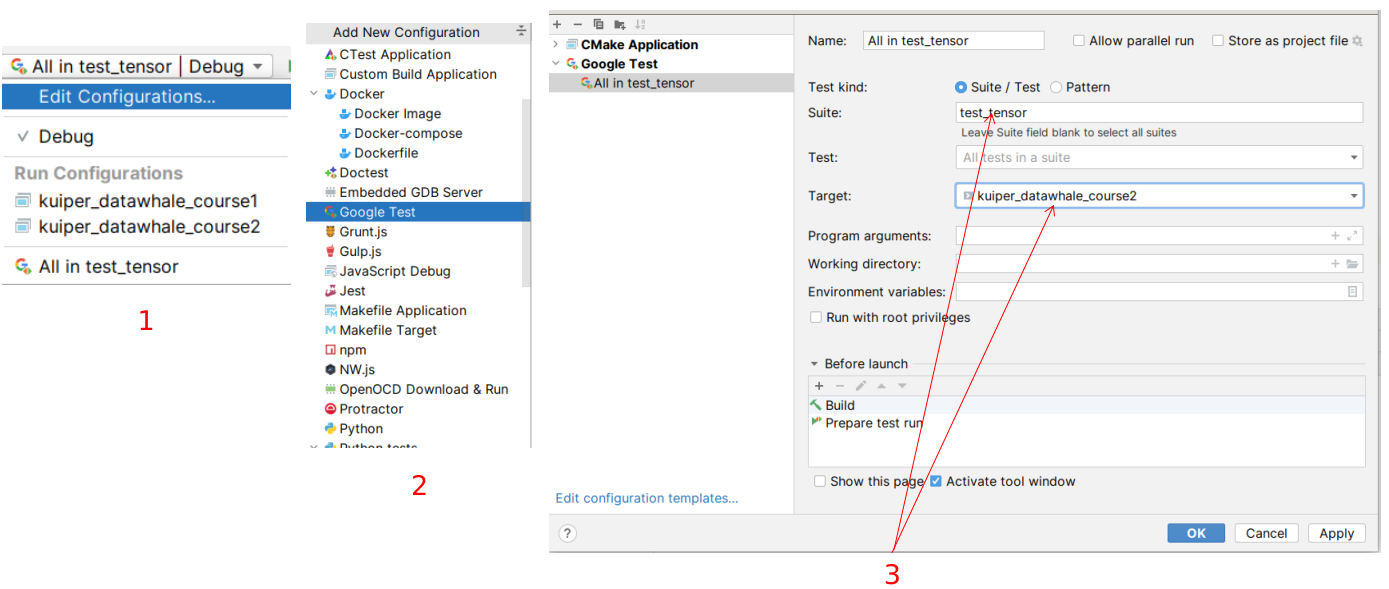 All in test_tensor | Debug
Edit Configurations...
Debug
Run Configurations
kuiper_datawhale_course1
kuiper_datawhale_course2
All in test_tensor
1
Add New Configuration
CTest Application
Custom Build Application
Docker
Docker Image
Docker-compose
Dockerfile
Doctest
Embedded GDB Server
Google Test
Grunt.js
Gulp.js
JavaScript Debug
Jest
Makefile Application
Makefile Target
npm
NW.js
OpenOCD Download & Run
Protractor
Python
Python tests
2
CMake Application
Google Test
All in test_tensor
Edit configuration templates...
Name: All in test_tensor Allow parallel run Store as project file
Test kind: Suite / Test Pattern
Suite: test_tensor
Leave Suite field blank to select all suites
Test: All tests in a suite
Target: kuiper_datawhale_course2
Program arguments:
Working directory:
Environment variables:
Run with root privileges
Before launch
Build
Prepare test run
Show this page Activate tool window
? OK Cancel Apply
3